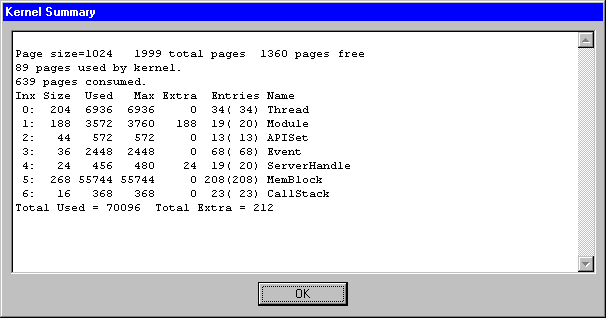 Kernel Summary
Page size=1024   1999 total pages  1360 pages free
89 pages used by kernel.
639 pages consumed.
Inx Size  Used   Max Extra  Entries Name
0:  204  6936  6936     0  34( 34) Thread
1:  188  3572  3760   188  19( 20) Module
2:   44   572   572     0  13( 13) APISet
3:   36  2448  2448     0  68( 68) Event
4:   24   456   480    24  19( 20) ServerHandle
5:  268 55744 55744     0 208(208) MemBlock
6:   16   368   368     0  23( 23) CallStack
Total Used = 70096  Total Extra = 212
OK